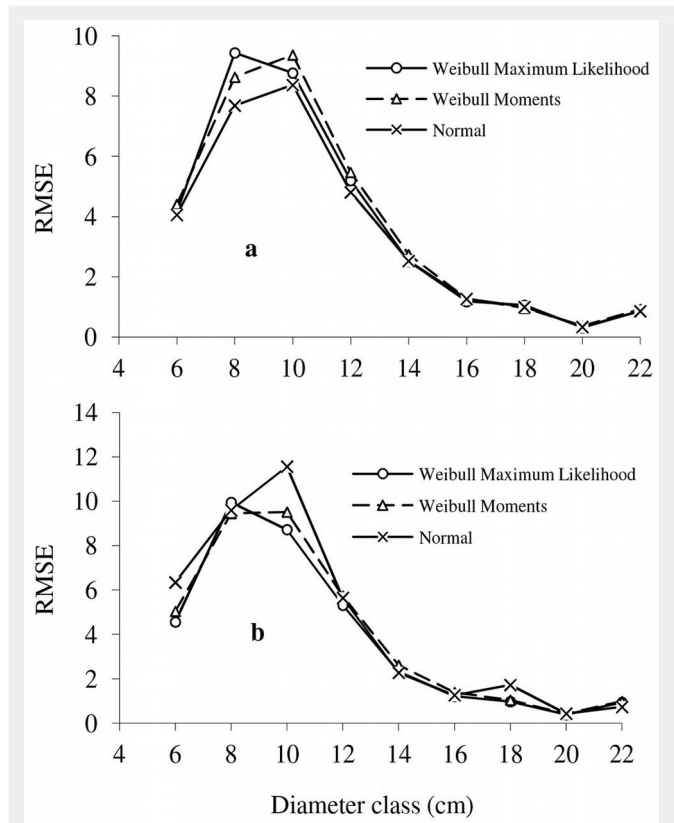 10
8
6
4
2
0
RMSE
Weibull Maximum Likelihood
Weibull Moments
Normal
a
4 6 8 10 12 14 16 18 20 22
14
12
10
8
6
4
2
0
RMSE
Weibull Maximum Likelihood
Weibull Moments
Normal
b
4 6 8 10 12 14 16 18 20 22
Diameter class (cm)